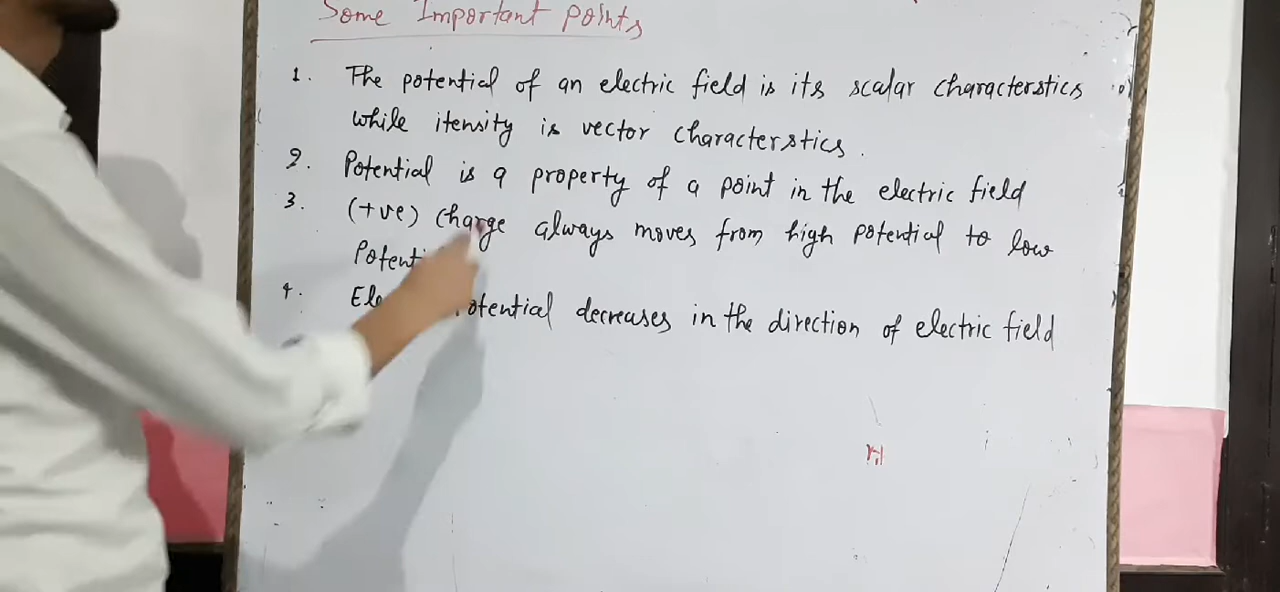 Some Important points
1. The potential of an electric field is its scalar characterstics
while itensity is vector characterstics.
2. Potential is a property of a point in the electric field
3. (+ve) charge always moves from high potential to low
Potenti
4. Ele otential decreases in the direction of electric field